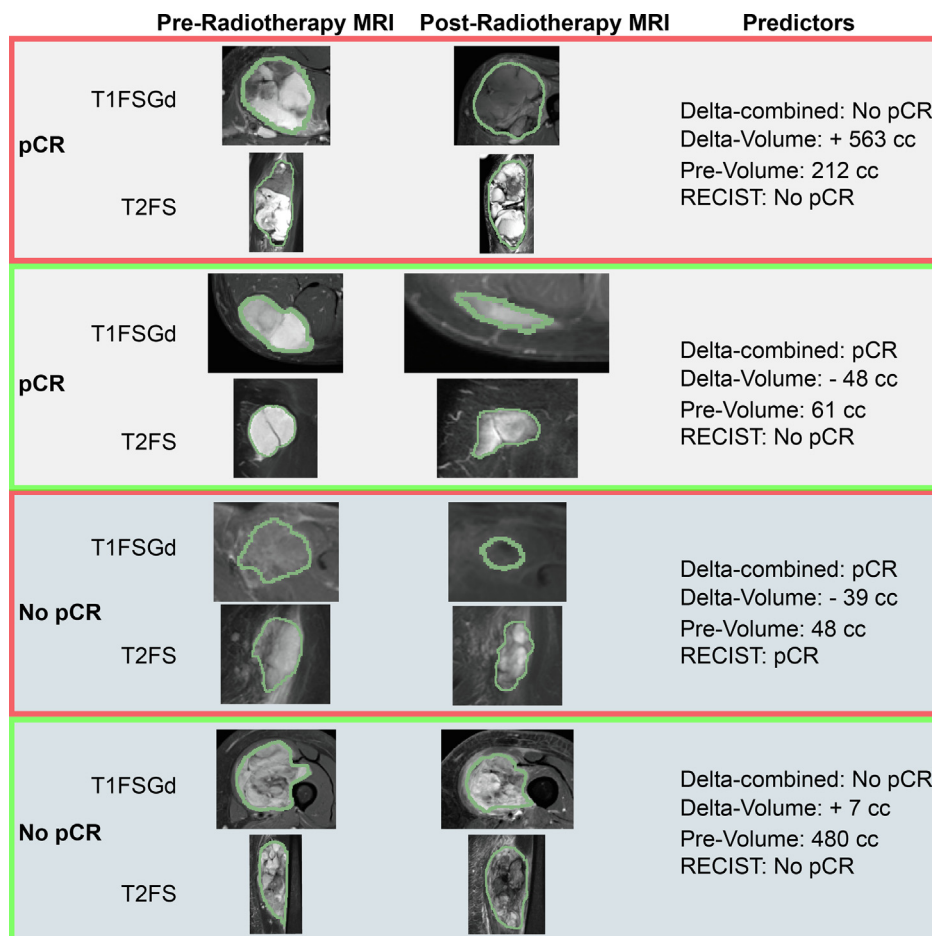 Pre-Radiotherapy MRI Post-Radiotherapy MRI Predictors
T1FSGd
pCR
T2FS
Delta-combined: No pCR
Delta-Volume: + 563 cc
Pre-Volume: 212 cc
RECIST: No pCR
T1FSGd
pCR
T2FS
Delta-combined: pCR
Delta-Volume: - 48 cc
Pre-Volume: 61 cc
RECIST: No pCR
T1FSGd
No pCR
T2FS
Delta-combined: pCR
Delta-Volume: - 39 cc
Pre-Volume: 48 cc
RECIST: pCR
T1FSGd
No pCR
T2FS
Delta-combined: No pCR
Delta-Volume: + 7 cc
Pre-Volume: 480 cc
RECIST: No pCR